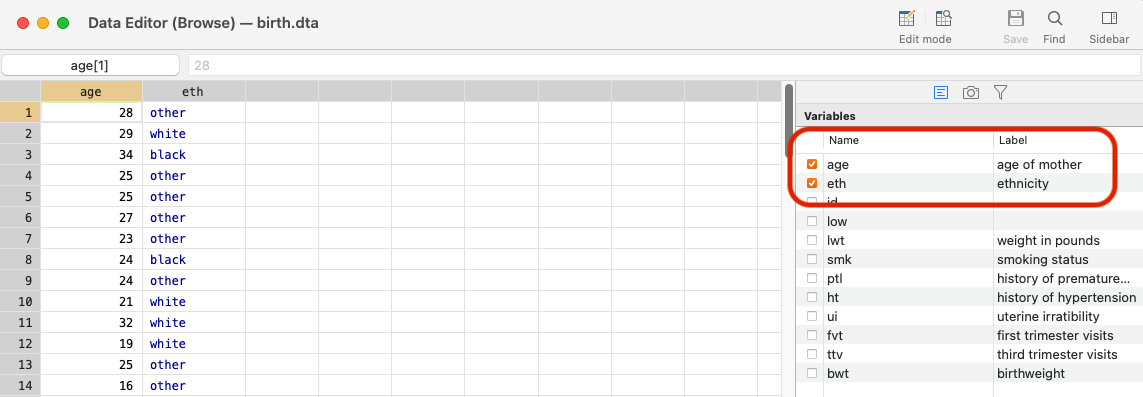 Data Editor (Browse) — birth.dta
Edit mode Save Find Sidebar
age[1] 28
age eth
1 28 other
2 29 white
3 34 black
4 25 other
5 25 other
6 27 other
7 23 other
8 24 black
9 24 other
10 21 white
11 32 white
12 19 white
13 25 other
14 16 other
Variables
Name Label
age age of mother
eth ethnicity
id
low
lwt weight in pounds
smk smoking status
ptl history of premature...
ht history of hypertension
ui uterine irratibility
fvt first trimester visits
ttv third trimester visits
bwt birthweight